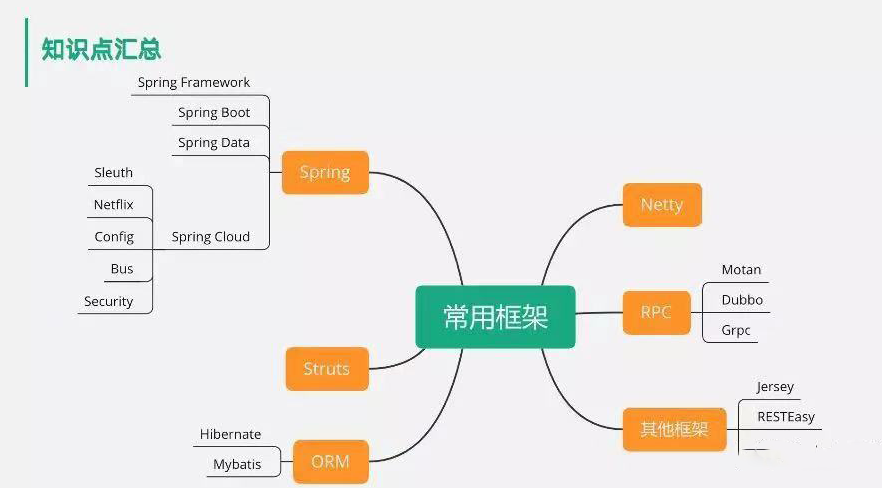 知识点汇总
Spring Framework
Spring Boot
Spring Data
Spring Cloud
Sleuth
Netflix
Config
Bus
Security
Spring
Struts
Hibernate
Mybatis
ORM
常用框架
Netty
RPC
Motan
Dubbo
Grpc
其他框架
Jersey
RESTEasy